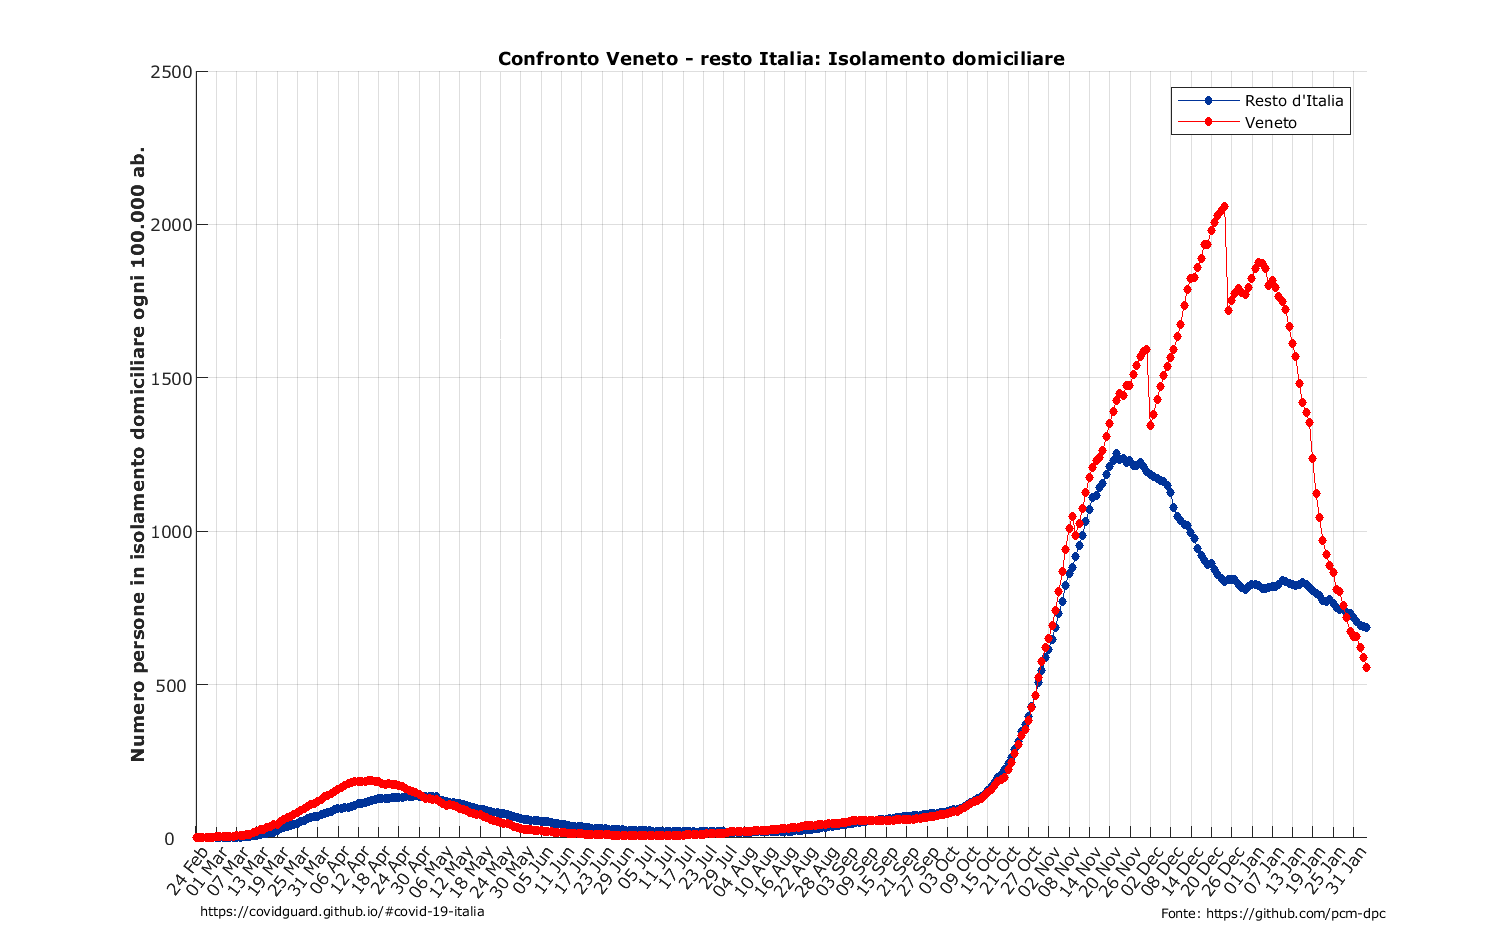 Confronto Veneto - resto Italia: Isolamento domiciliare
Numero persone in isolamento domiciliare ogni 100.000 ab.
2500
2000
1500
1000
500
0
Resto d'Italia
Veneto
24 Feb
01 Mar
07 Mar
13 Mar
19 Mar
25 Mar
31 Mar
06 Apr
12 Apr
18 Apr
24 Apr
30 Apr
06 May
12 May
18 May
24 May
30 May
05 Jun
11 Jun
17 Jun
23 Jun
29 Jun
05 Jul
11 Jul
17 Jul
23 Jul
29 Jul
04 Aug
10 Aug
16 Aug
22 Aug
28 Aug
03 Sep
09 Sep
15 Sep
21 Sep
27 Sep
03 Oct
09 Oct
15 Oct
21 Oct
27 Oct
02 Nov
08 Nov
14 Nov
20 Nov
26 Nov
02 Dec
08 Dec
14 Dec
20 Dec
26 Dec
01 Jan
07 Jan
13 Jan
19 Jan
25 Jan
31 Jan
https://covidguard.github.io/#covid-19-italia
Fonte: https://github.com/pcm-dpc